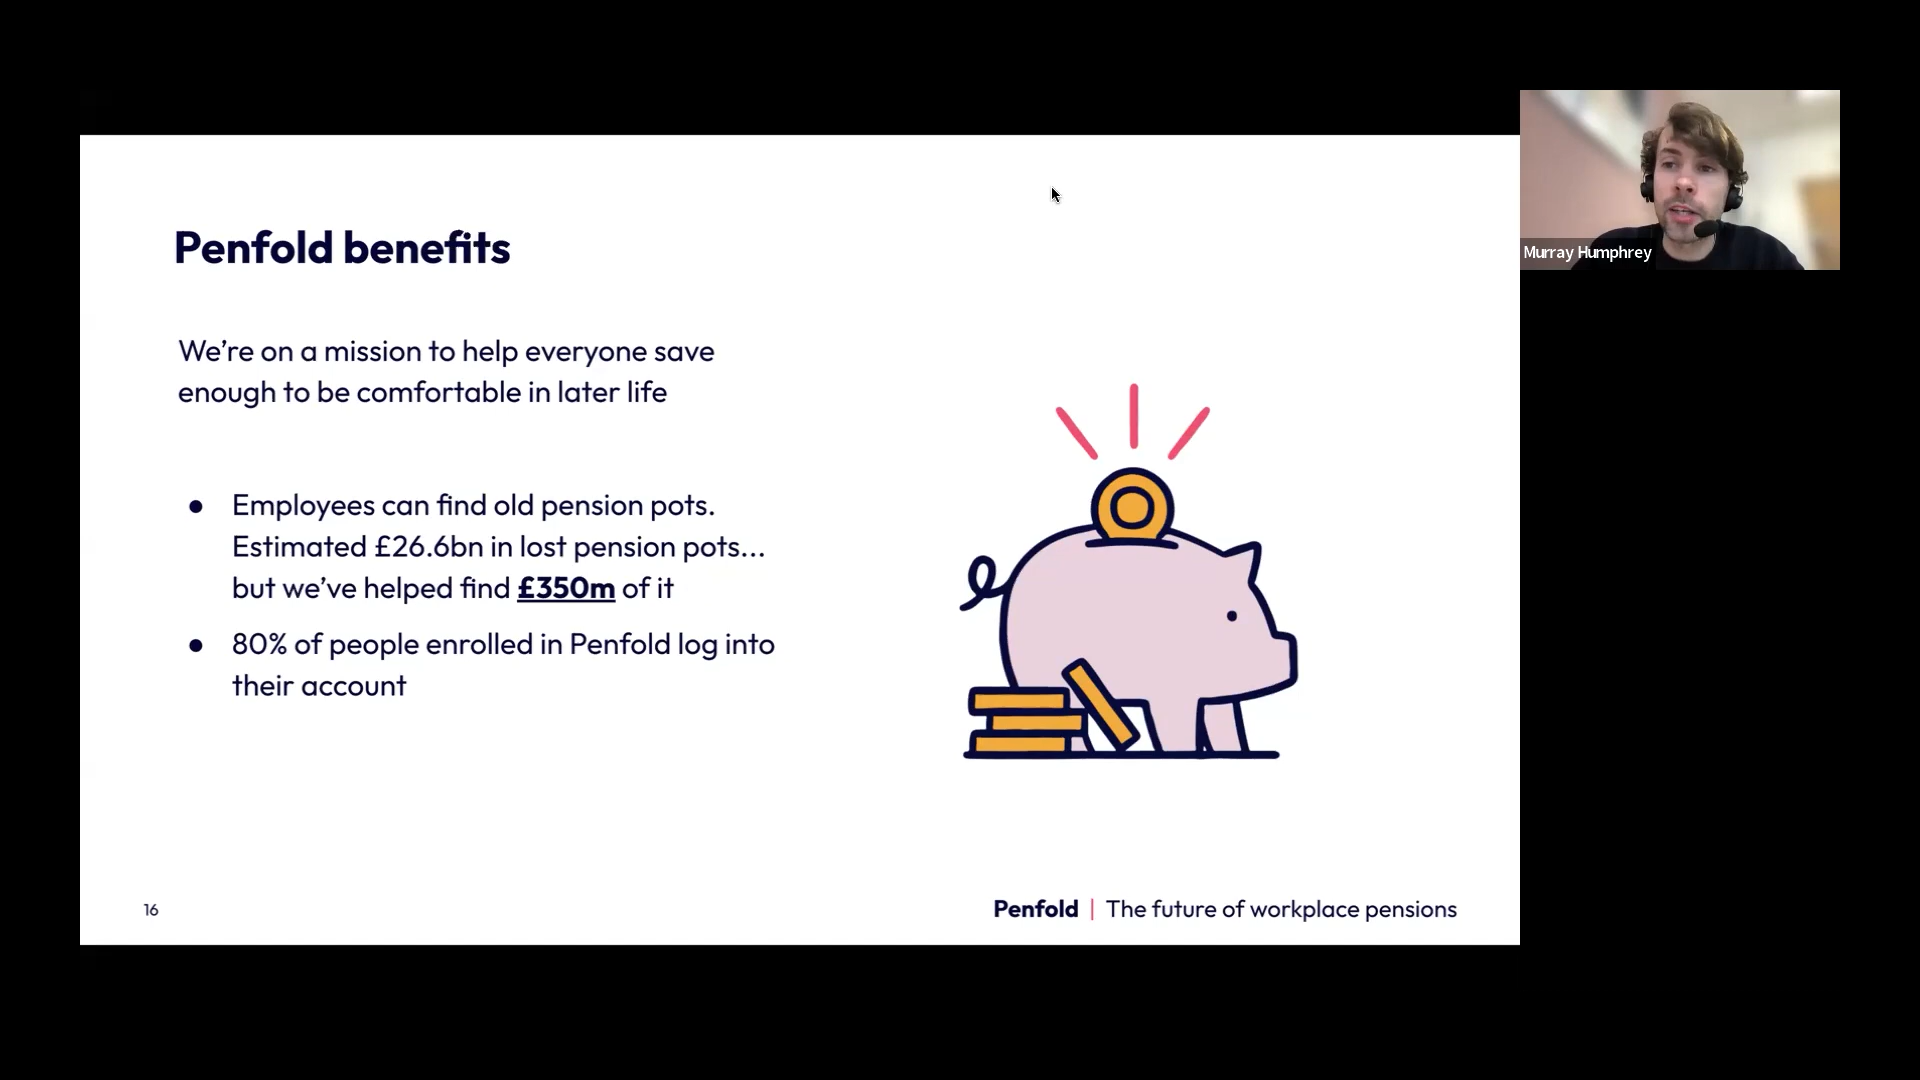 Penfold benefits
We’re on a mission to help everyone save
enough to be comfortable in later life
● Employees can find old pension pots.
Estimated £26.6bn in lost pension pots...
but we’ve helped find £350m of it
● 80% of people enrolled in Penfold log into
their account
16
Penfold | The future of workplace pensions
Murray Humphrey